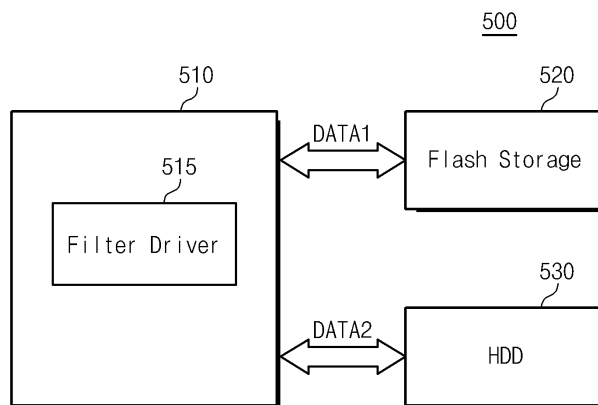 500
510
520
DATA1
Flash Storage
515
Filter Driver
530
DATA2
HDD